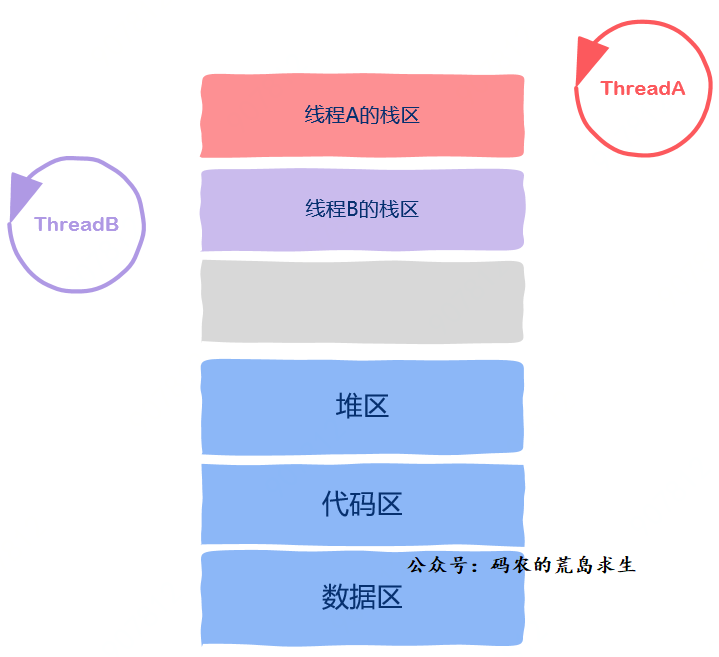 ThreadA
线程A的栈区
线程B的栈区
ThreadB
堆区
代码区
公众号：码农的荒岛求生
数据区